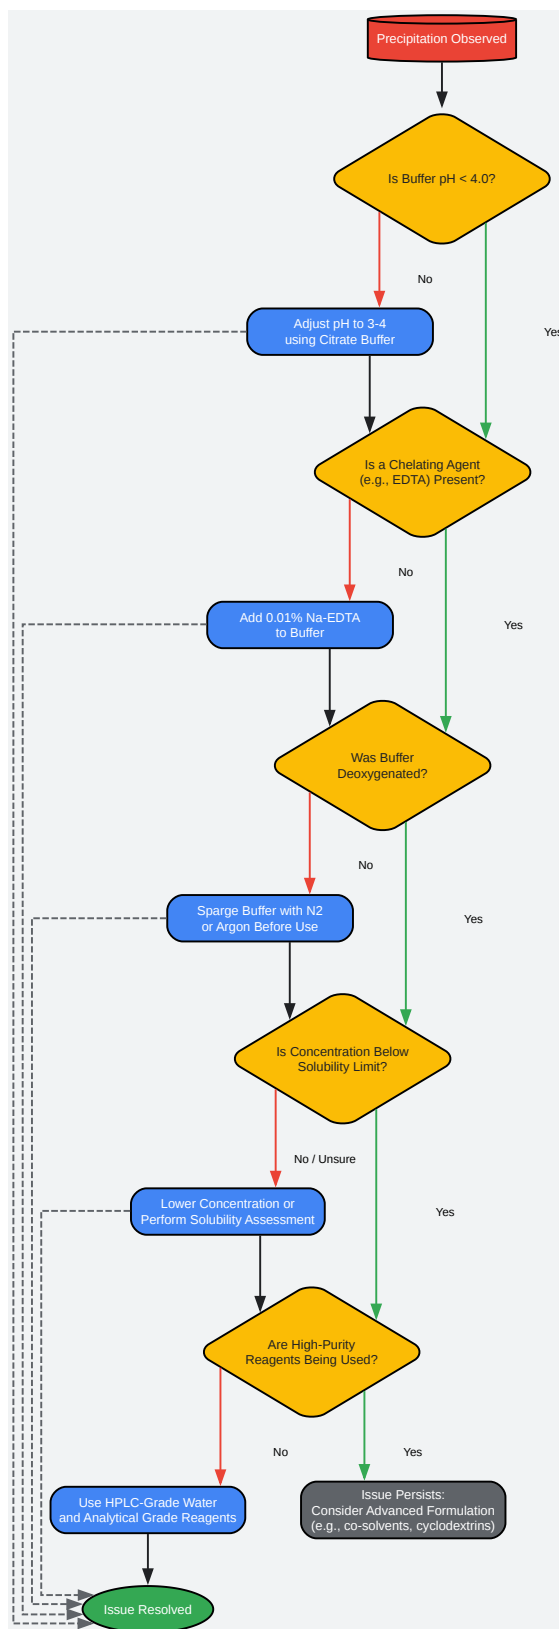 Precipitation Observed
Is Buffer pH < 4.0?
No
Adjust pH to 3-4
using Citrate Buffer
Yes
Is a Chelating Agent
(e.g., EDTA) Present?
No
Add 0.01% Na-EDTA
to Buffer
Yes
Was Buffer
Deoxygenated?
No
Sparge Buffer with N2
or Argon Before Use
Yes
Is Concentration Below
Solubility Limit?
No / Unsure
Lower Concentration or
Perform Solubility Assessment
Yes
Are High-Purity
Reagents Being Used?
No
Yes
Use HPLC-Grade Water
and Analytical Grade Reagents
Issue Persists:
Consider Advanced Formulation
(e.g., co-solvents, cyclodextrins)
Issue Resolved